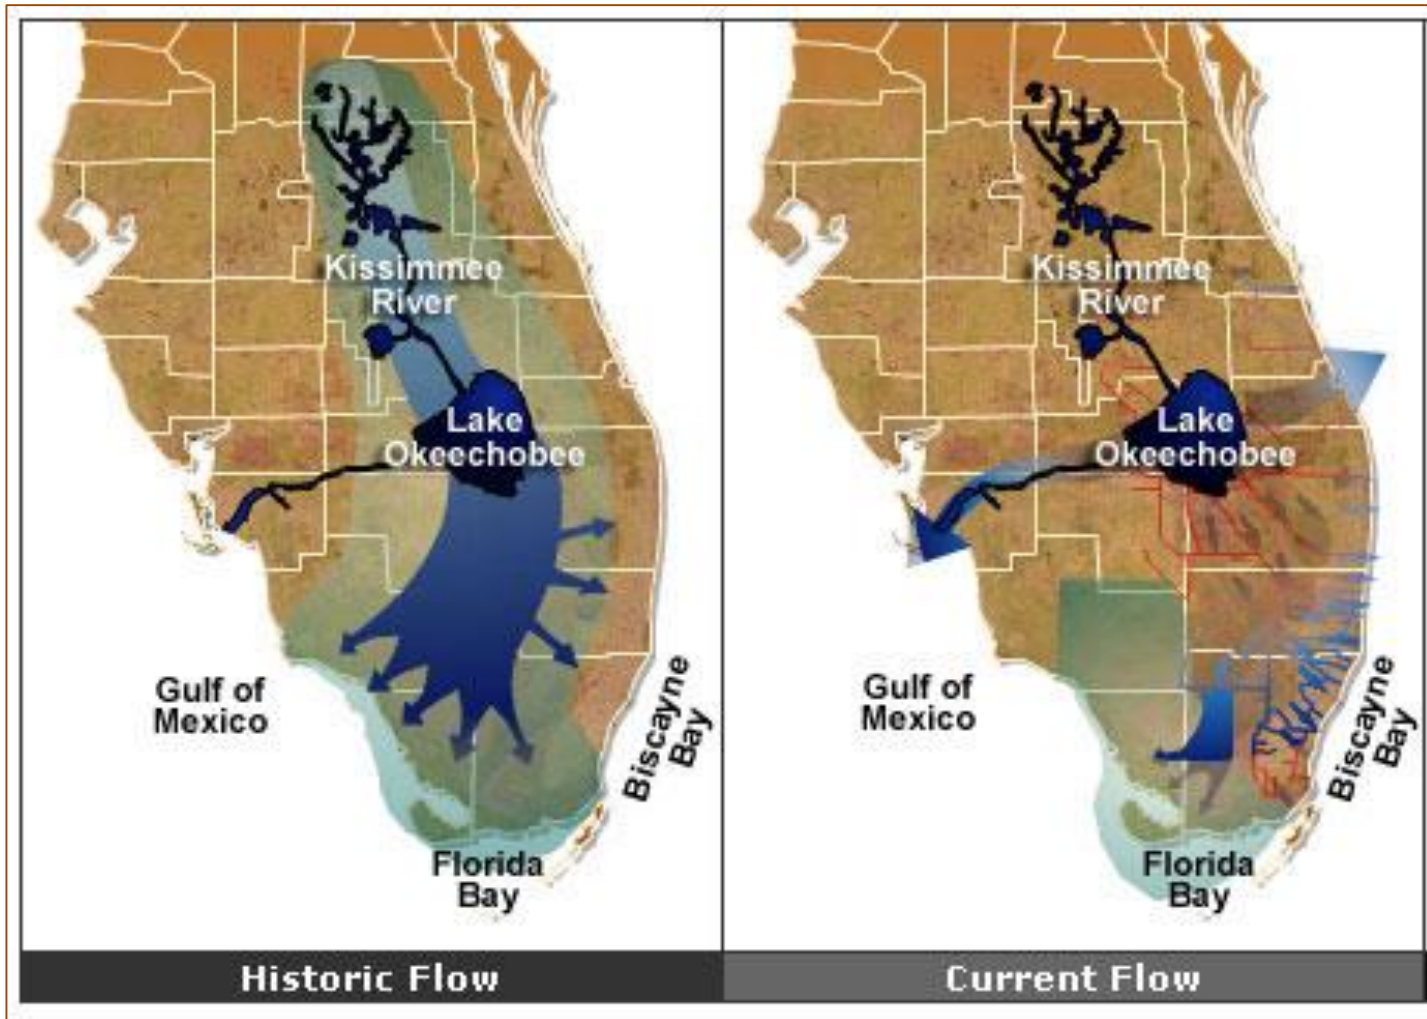 Kissimmee
River
Lake
Okeechobee
Gulf of
Mexico
Biscayne
Bay
Florida
Bay
Historic Flow
Kissimmee
River
Lake
Okeechobee
Gulf of
Mexico
Biscayne
Bay
Florida
Bay
Current Flow